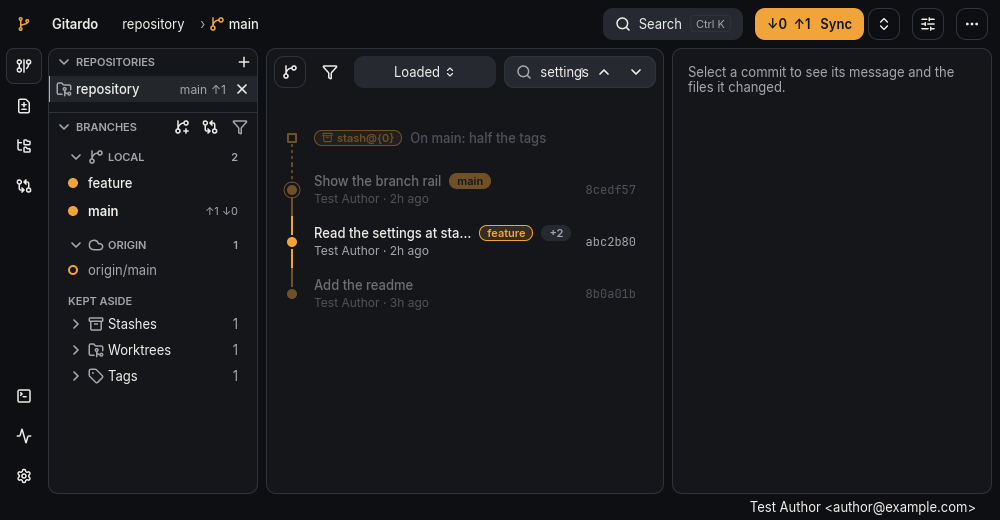 Gitardo
repository
› main
Search Ctrl K
↓0 ↑1 Sync
REPOSITORIES
repository main ↑1
BRANCHES
LOCAL 2
feature
main ↑1 ↓0
ORIGIN 1
origin/main
KEPT ASIDE
Stashes 1
Worktrees 1
Tags 1
Loaded
settings
stash@{0} On main: half the tags
Show the branch rail main
Test Author · 2h ago 8cedf57
Read the settings at sta... feature +2
Test Author · 2h ago abc2b80
Add the readme
Test Author · 3h ago 8b0a01b
Select a commit to see its message and the
files it changed.
Test Author <author@example.com>